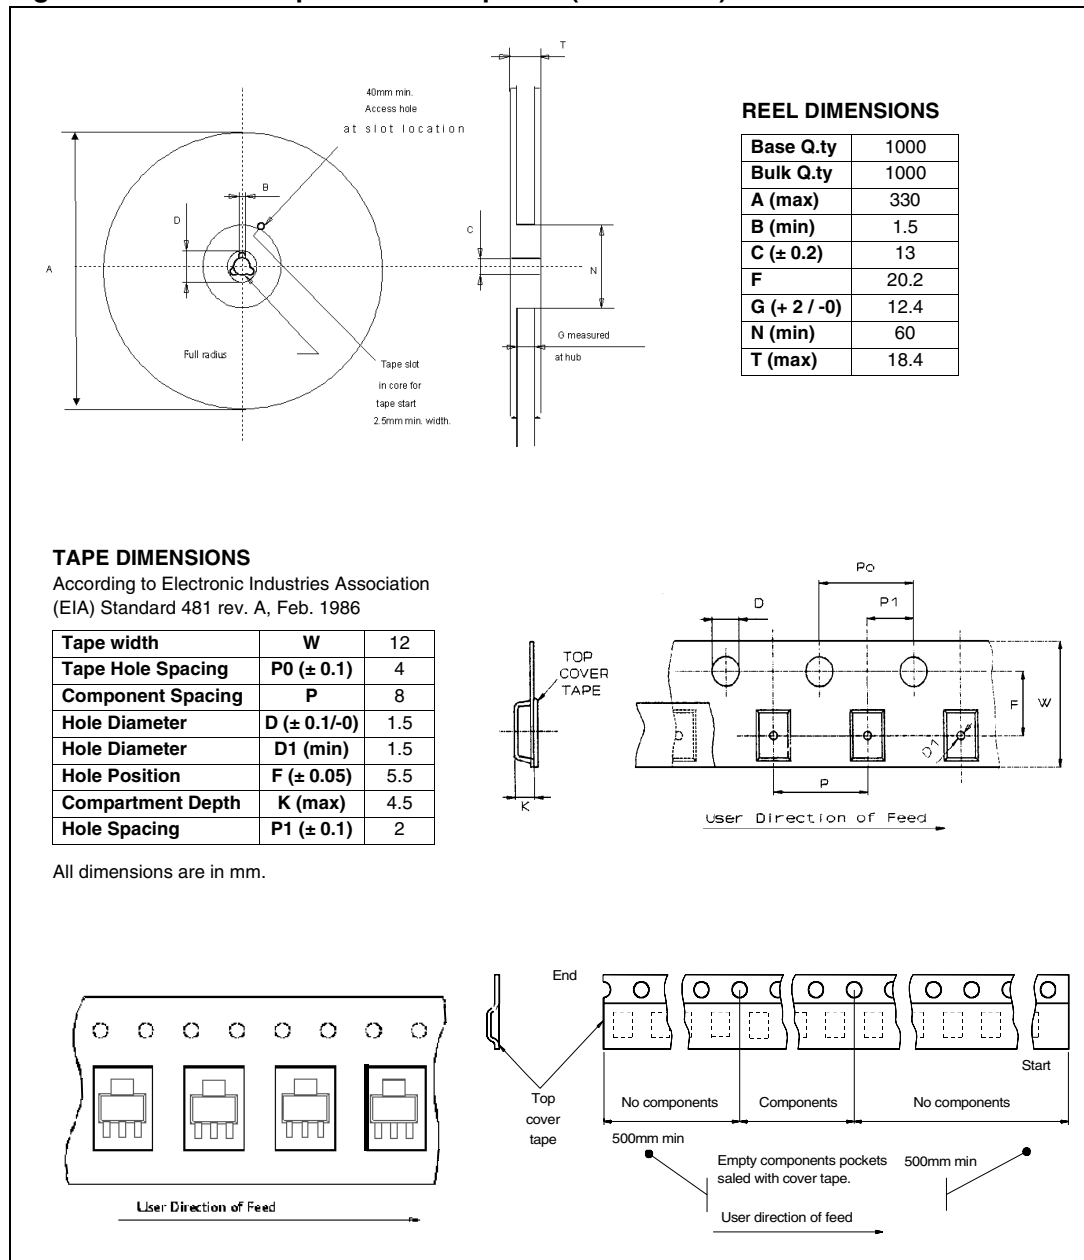 T
40mm min.
Access hole
at slot location
B
D
C
A
N
G measured
at hub
Full radius
Tape slot
in core for
tape start
2.5mm min. width.
REEL DIMENSIONS
Base Q.ty 1000
Bulk Q.ty 1000
A (max) 330
B (min) 1.5
C (± 0.2) 13
F 20.2
G (+ 2 / -0) 12.4
N (min) 60
T (max) 18.4
TAPE DIMENSIONS
According to Electronic Industries Association
(EIA) Standard 481 rev. A, Feb. 1986
Tape width W 12
Tape Hole Spacing P0 (± 0.1) 4
Component Spacing P 8
Hole Diameter D (± 0.1/-0) 1.5
Hole Diameter D1 (min) 1.5
Hole Position F (± 0.05) 5.5
Compartment Depth K (max) 4.5
Hole Spacing P1 (± 0.1) 2
All dimensions are in mm.
Po
D
P1
TOP
COVER
TAPE
F
W
D1
P
K
User Direction of Feed
User Direction of Feed
End
Start
Top
cover
tape
No components
Components
No components
500mm min
Empty components pockets
saled with cover tape.
500mm min
User direction of feed